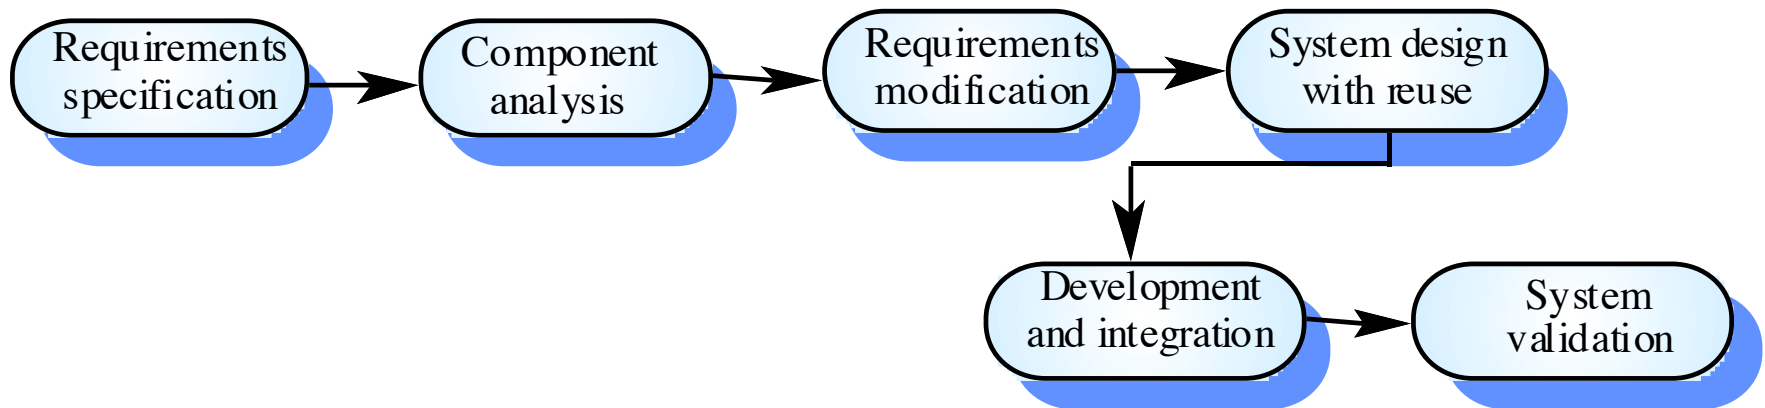 Requirements
specification
Component
analysis
Requirements
modification
System design
with reuse
Development
and integration
System
validation